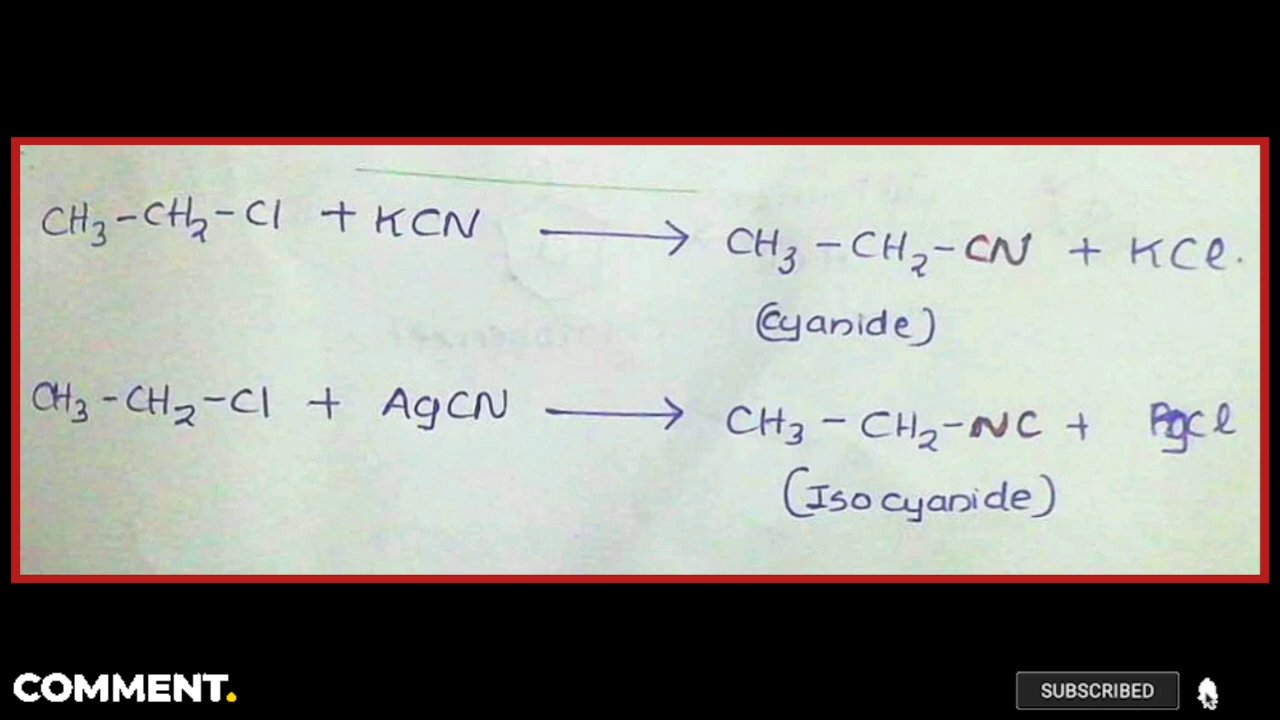 CH₃-CH₂-Cl + KCN ⟶ CH₃-CH₂-CN + KCl.
(Cyanide)
CH₃-CH₂-Cl + AgCN ⟶ CH₃-CH₂-NC + AgCl
(Isocyanide)
COMMENT.
SUBSCRIBED